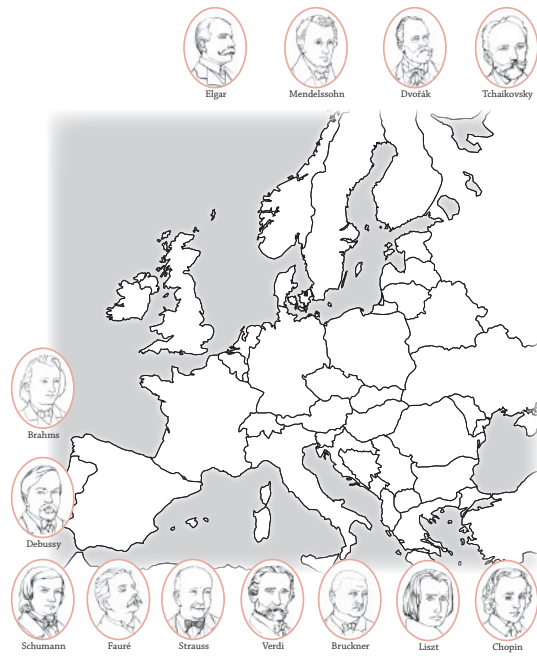 Elgar
Mendelssohn
Dvořák
Tchaikovsky
Brahms
Debussy
Schumann
Fauré
Strauss
Verdi
Bruckner
Liszt
Chopin